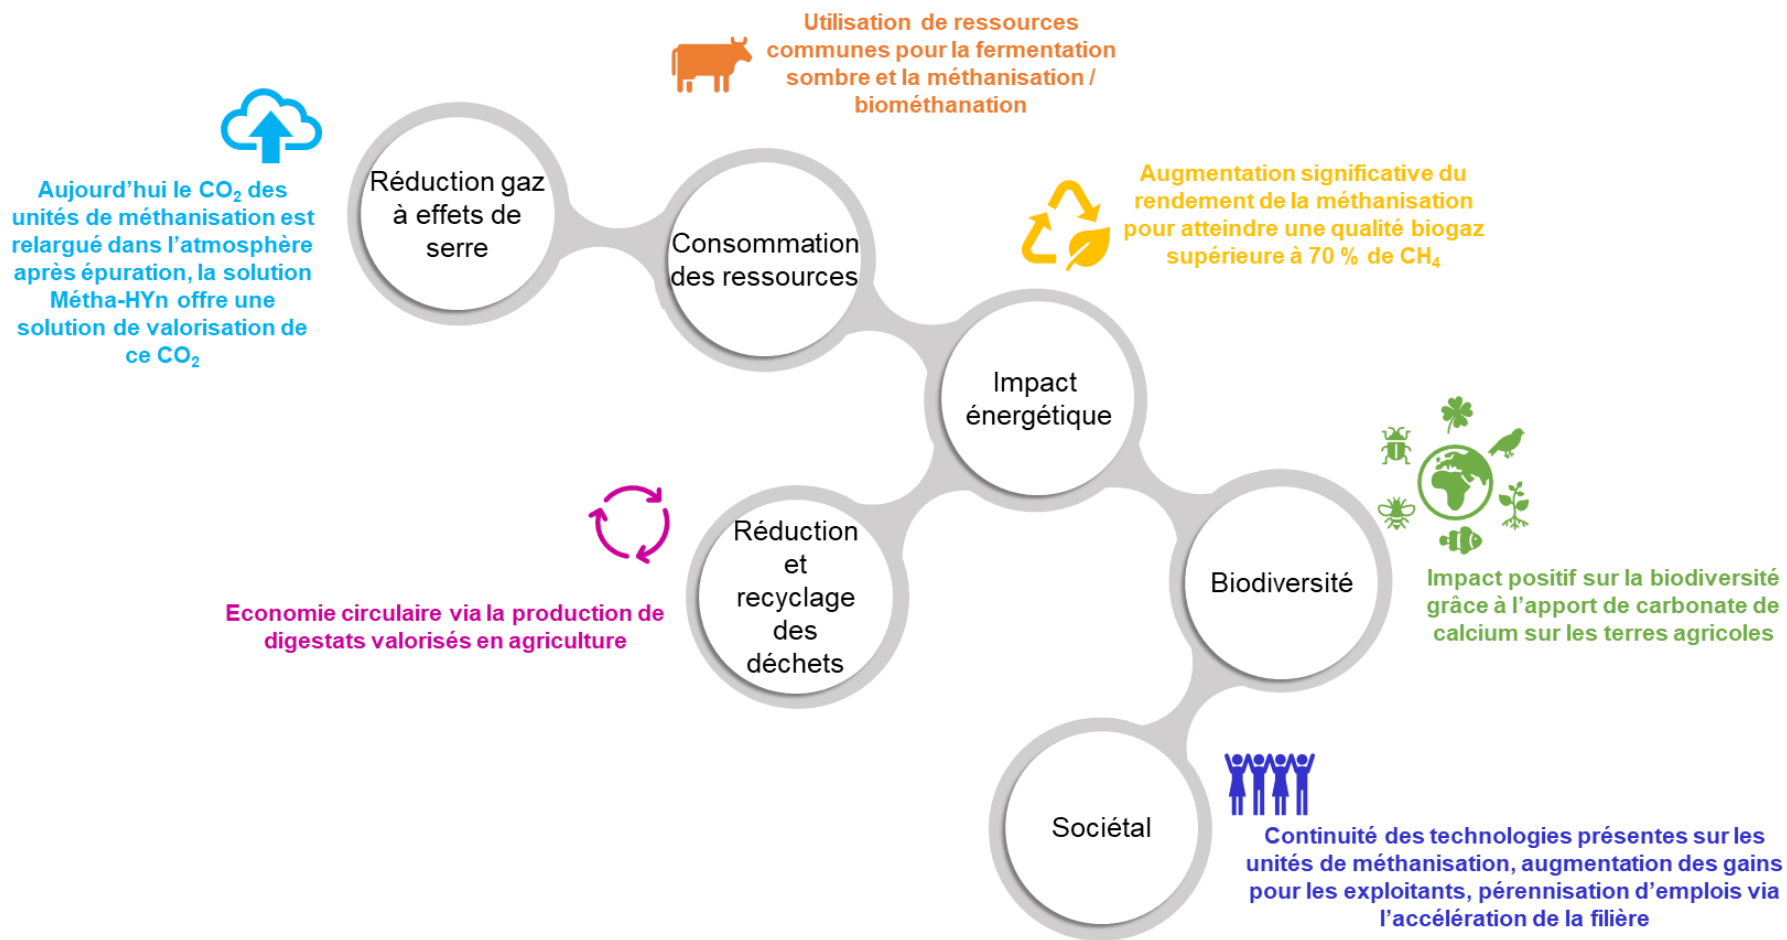 Utilisation de ressources
communes pour la fermentation
sombre et la méthanisation /
biométhanation
Aujourd’hui le CO₂ des
unités de méthanisation est
relargué dans l’atmosphère
après épuration, la solution
Métha-HYn offre une
solution de valorisation de
ce CO₂
Réduction gaz
à effets de
serre
Consommation
des ressources
Augmentation significative du
rendement de la méthanisation
pour atteindre une qualité biogaz
supérieure à 70 % de CH₄
Impact
énergétique
Economie circulaire via la production de
digestats valorisés en agriculture
Réduction
et
recyclage
des
déchets
Biodiversité
Impact positif sur la biodiversité
grâce à l’apport de carbonate de
calcium sur les terres agricoles
Sociétal
Continuité des technologies présentes sur les
unités de méthanisation, augmentation des gains
pour les exploitants, pérennisation d’emplois via
l’accélération de la filière